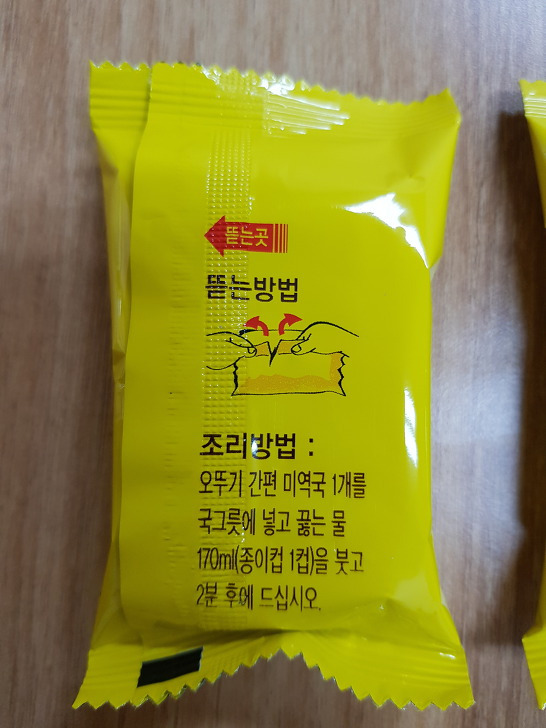 뜯는곳
뜯는방법
조리방법 :
오뚜기 간편 미역국 1개를
국그릇에 넣고 끓는 물
170ml(종이컵 1컵)을 붓고
2분 후에 드십시오.